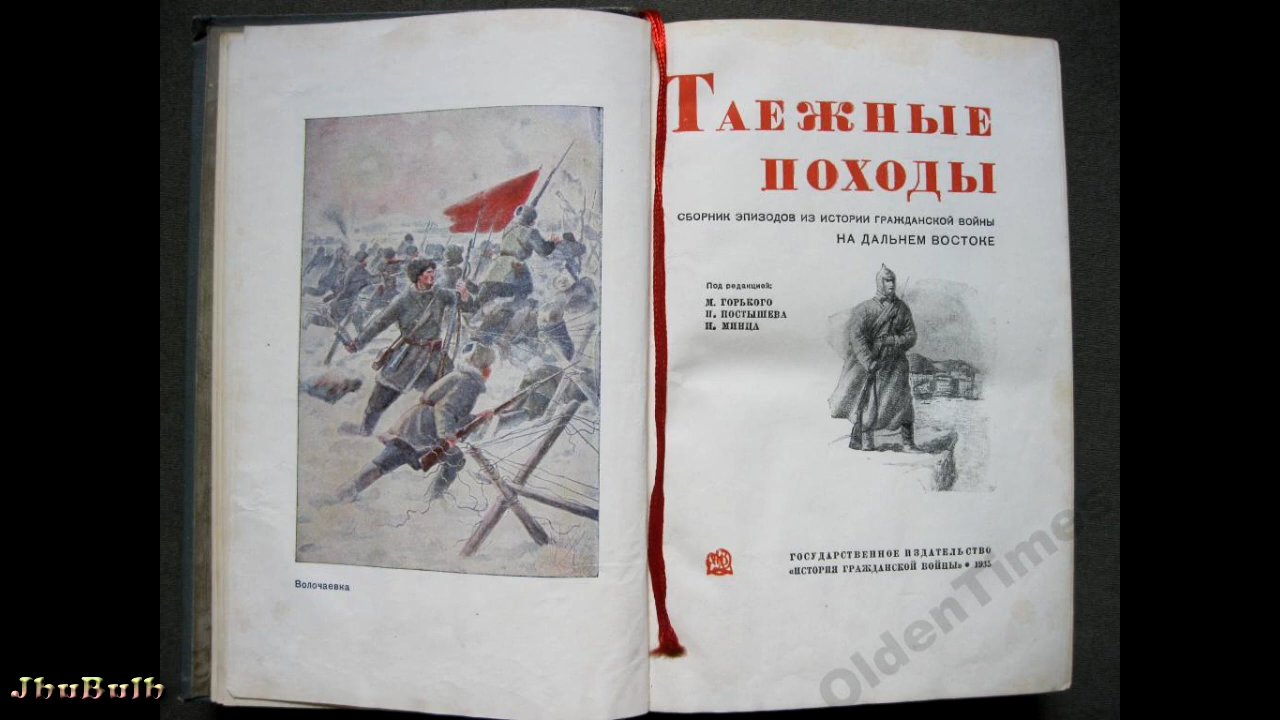 Волочаевка
Таежные
походы
СБОРНИК ЭПИЗОДОВ ИЗ ИСТОРИИ ГРАЖДАНСКОЙ ВОЙНЫ
НА ДАЛЬНЕМ ВОСТОКЕ
Под редакцией:
М. ГОРЬКОГО
П. ПОСТЫШЕВА
И. МИНЦА
ГОСУДАРСТВЕННОЕ ИЗДАТЕЛЬСТВО
«ИСТОРИЯ ГРАЖДАНСКОЙ ВОЙНЫ» • 1935
OldenTimes
JhuBulh